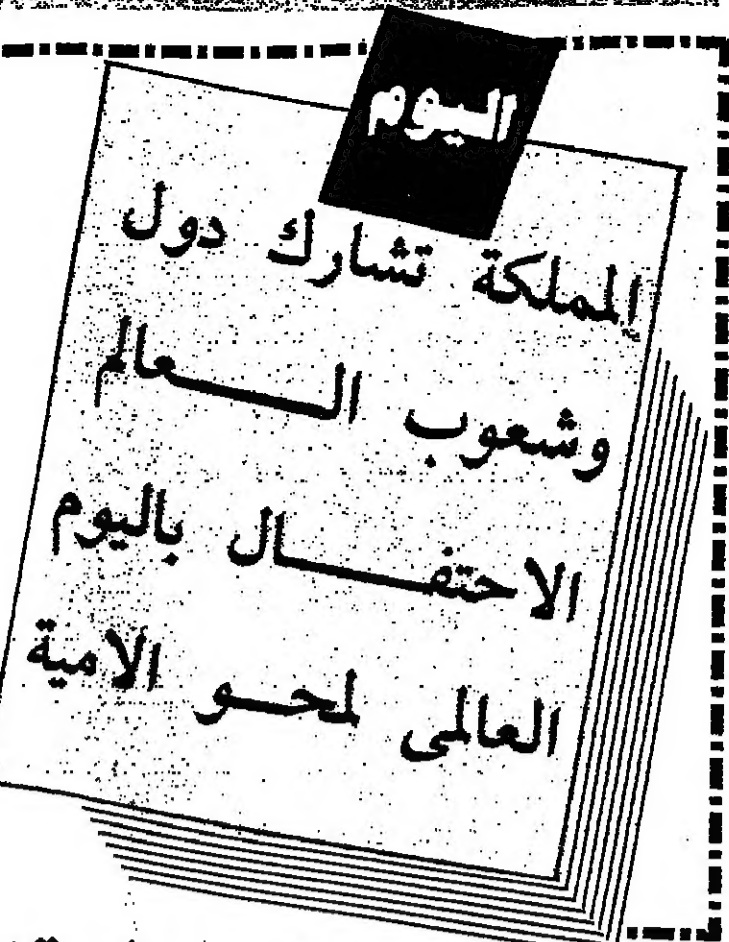 اليوم
المملكة تشارك دول
وشعوب العالم
الاحتفال باليوم
العالمى لمحو الامية